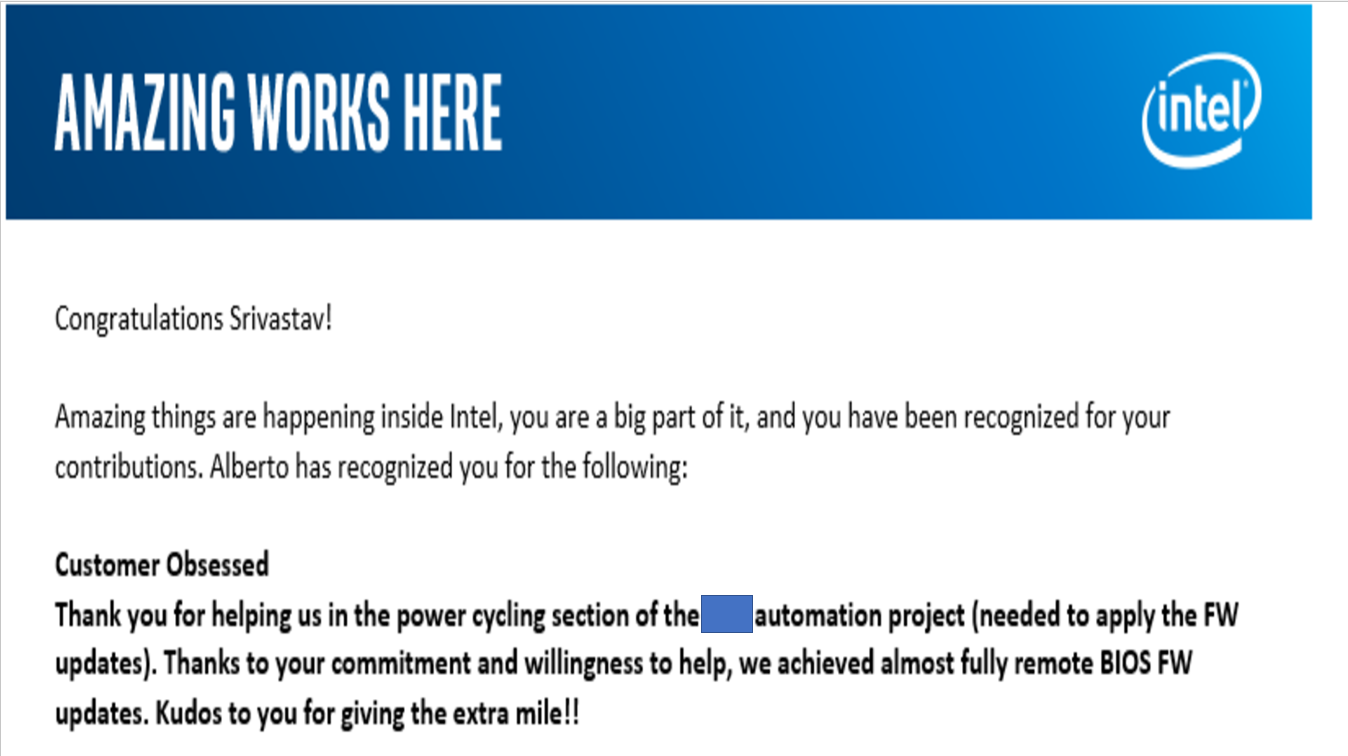 AMAZING WORKS HERE
intel
Congratulations Srivastav!
Amazing things are happening inside Intel, you are a big part of it, and you have been recognized for your
contributions. Alberto has recognized you for the following:
Customer Obsessed
Thank you for helping us in the power cycling section of the automation project (needed to apply the FW
updates). Thanks to your commitment and willingness to help, we achieved almost fully remote BIOS FW
updates. Kudos to you for giving the extra mile!!